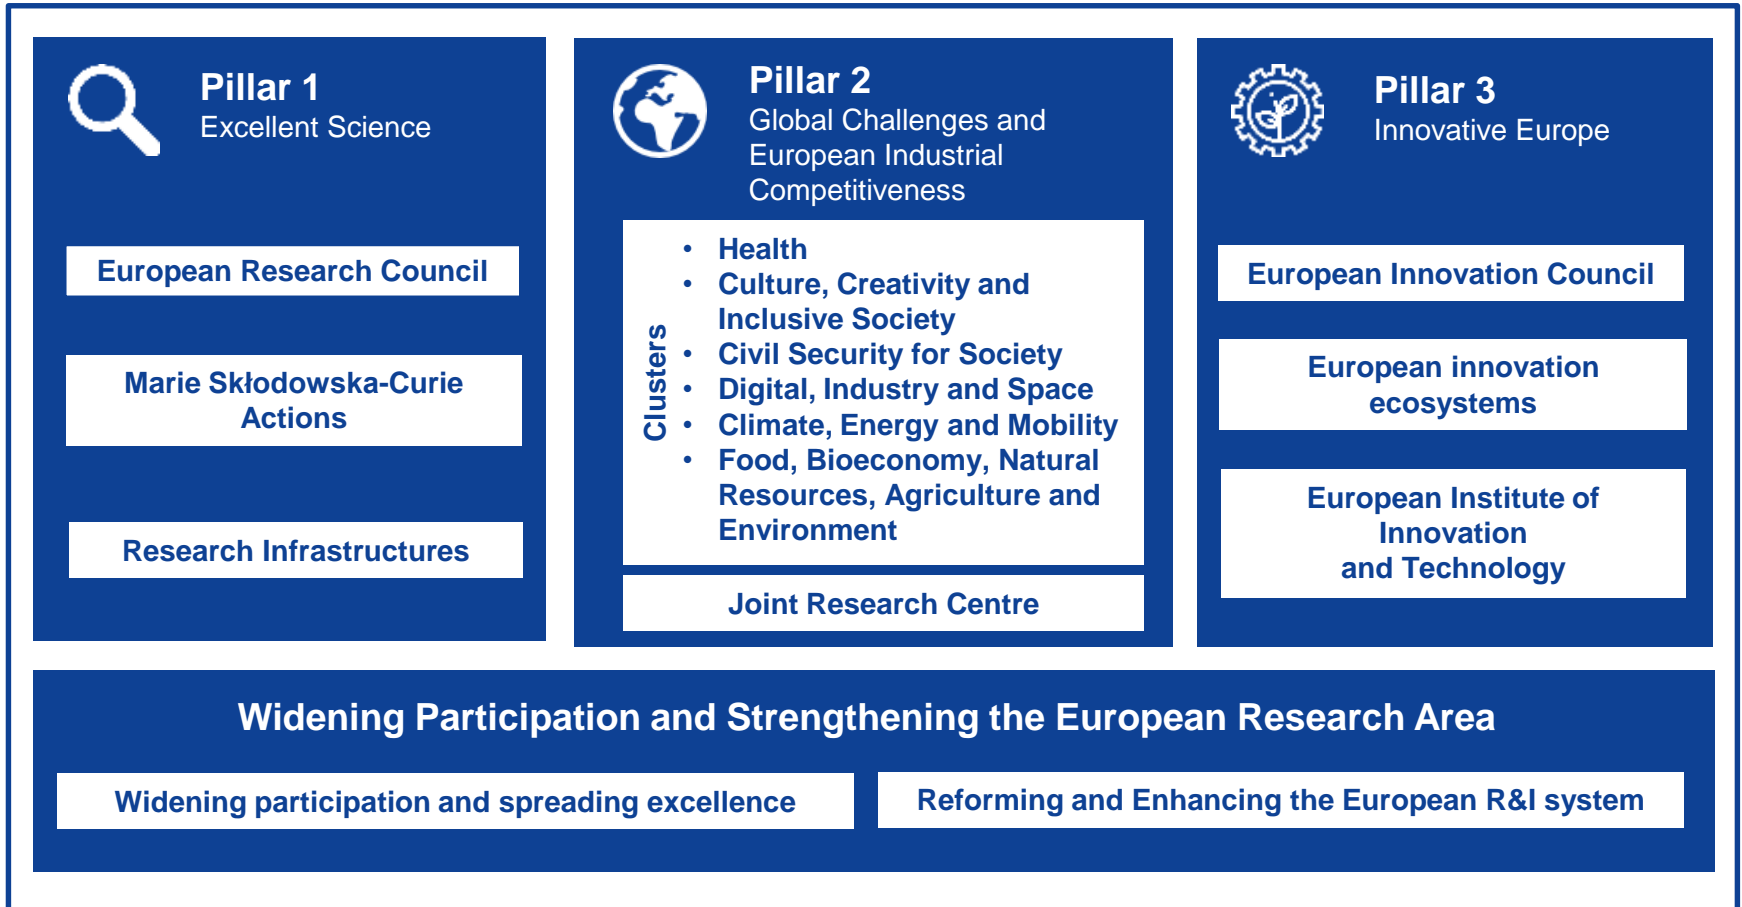 Pillar 1
Excellent Science
European Research Council
Marie Skłodowska-Curie
Actions
Research Infrastructures
Pillar 2
Global Challenges and
European Industrial
Competitiveness
Clusters
• Health
• Culture, Creativity and
Inclusive Society
• Civil Security for Society
• Digital, Industry and Space
• Climate, Energy and Mobility
• Food, Bioeconomy, Natural
Resources, Agriculture and
Environment
Joint Research Centre
Pillar 3
Innovative Europe
European Innovation Council
European innovation
ecosystems
European Institute of
Innovation
and Technology
Widening Participation and Strengthening the European Research Area
Widening participation and spreading excellence
Reforming and Enhancing the European R&I system